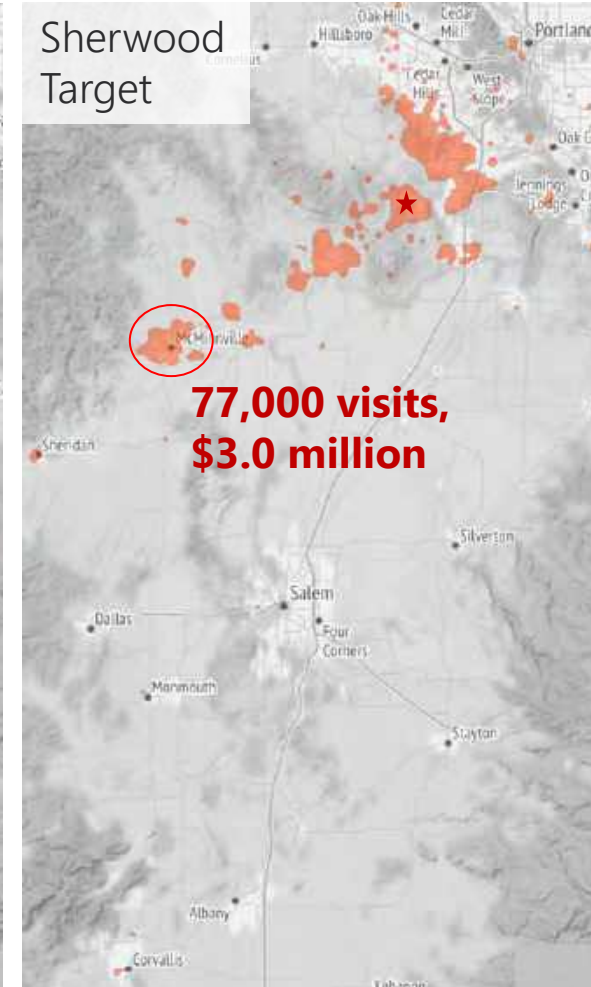 Sherwood
Target
Oak Hills
Cedar
Mill
Hillsboro
Portland
Cornelius
Cedar
Hills
West
Slope
Oak G
Jennings
Lodge
McMinnville
77,000 visits,
$3.0 million
Sheridan
Silverton
Salem
Dallas
Four
Corners
Monmouth
Stayton
Albany
Corvallis
Lebanon